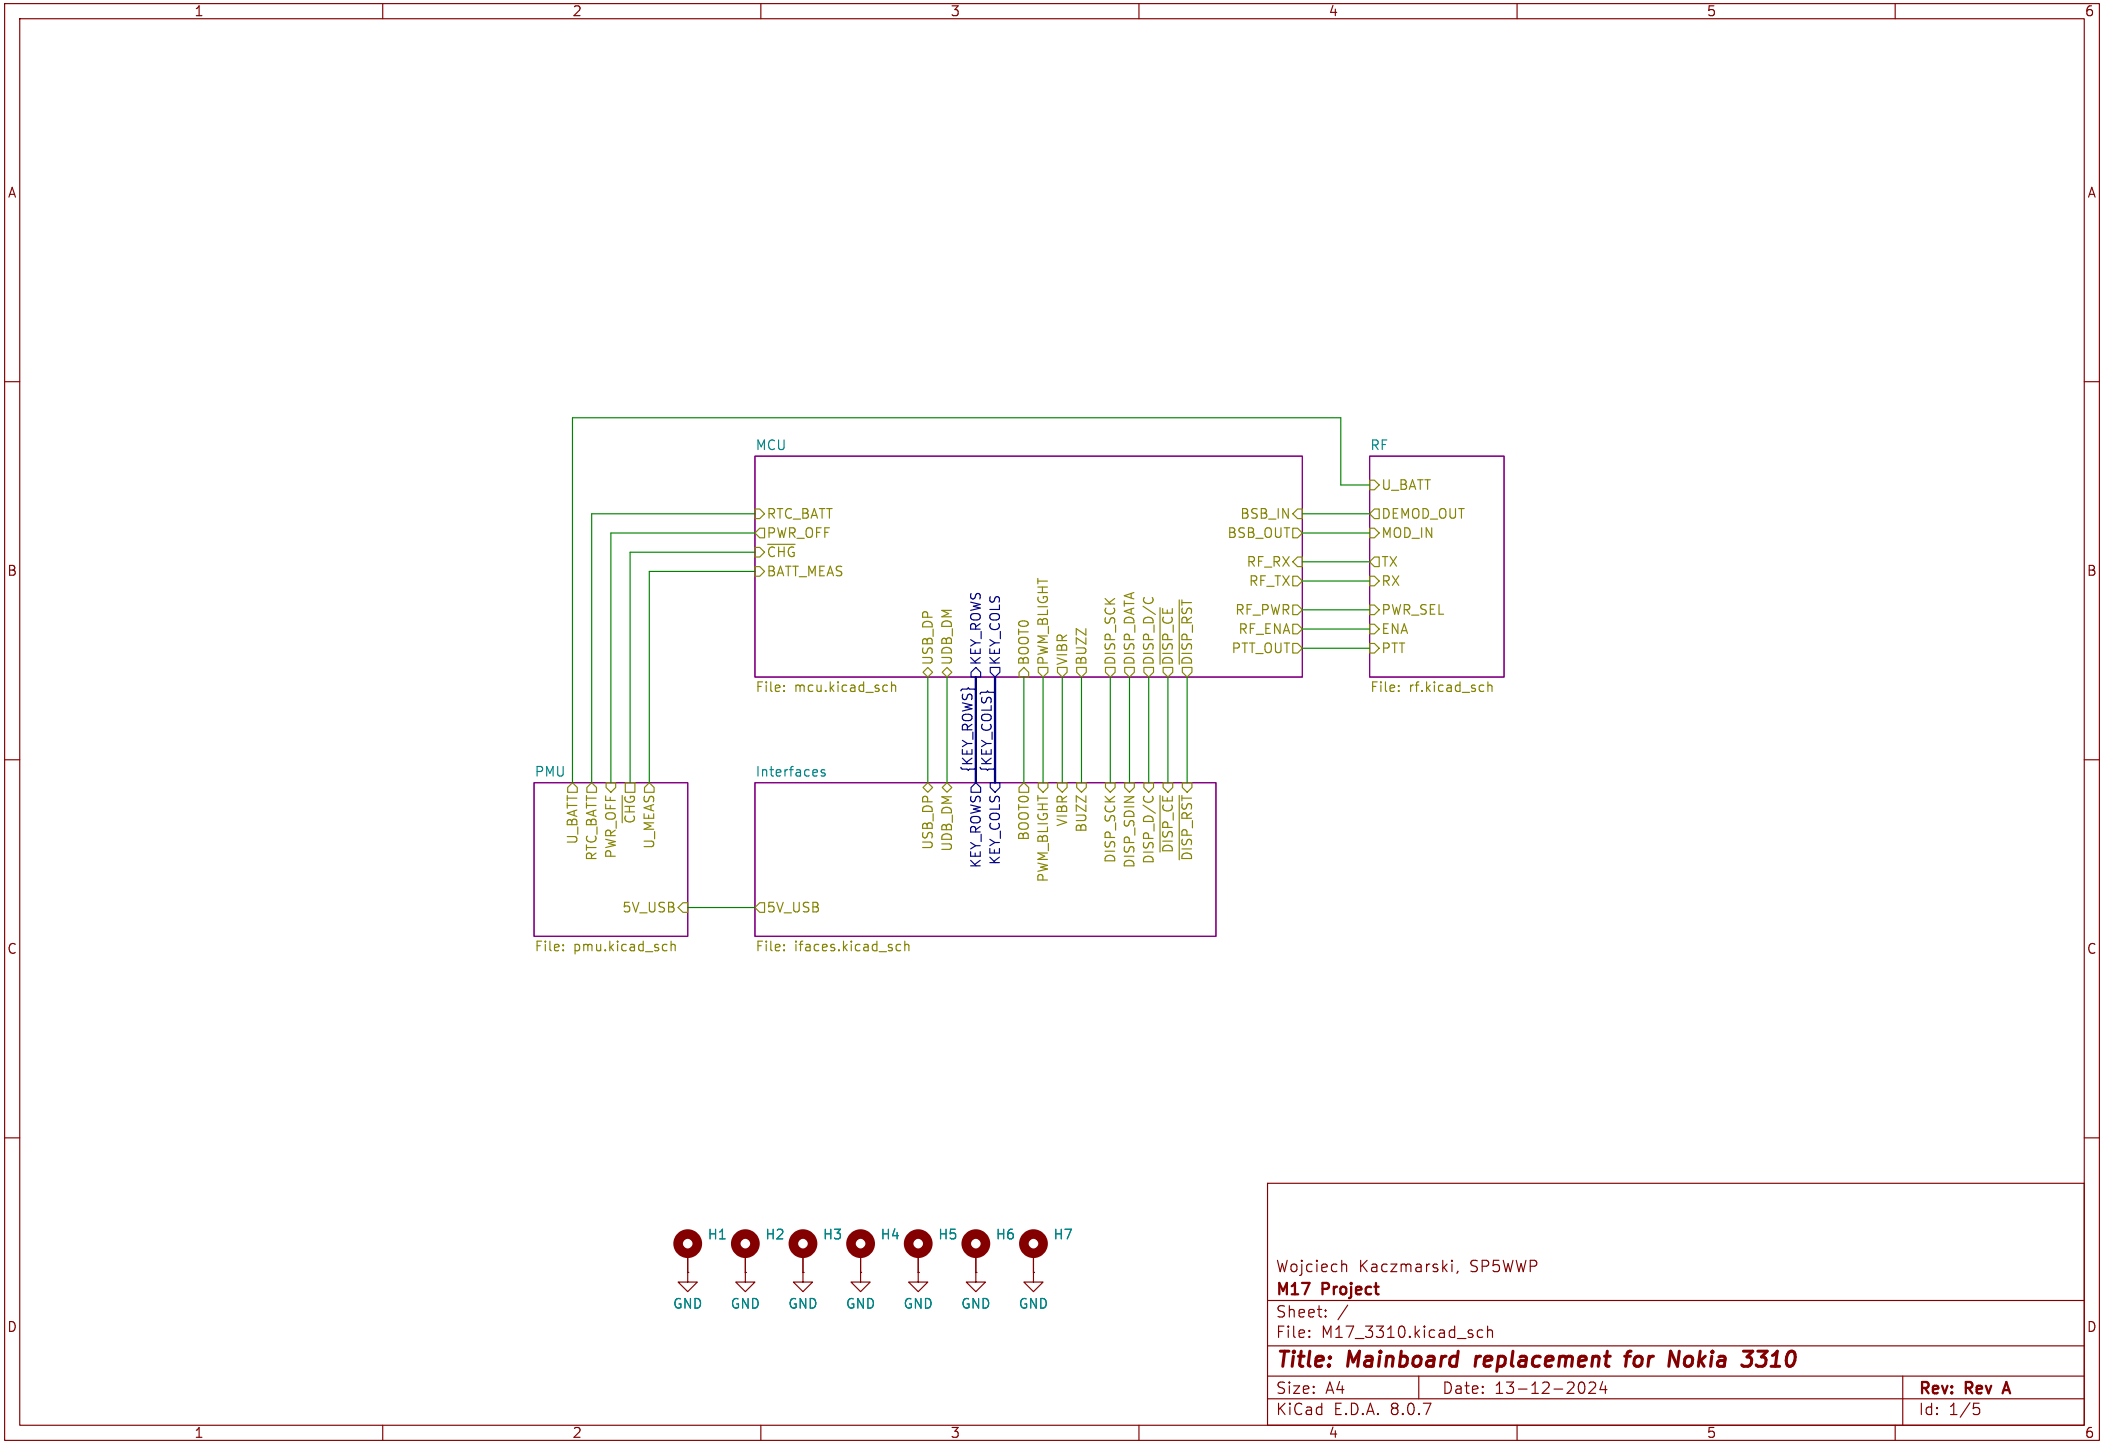 1 2 3 4 5 6
A A
MCU
RF
U_BATT
RTC_BATT
BSB_IN
DEMOD_OUT
PWR_OFF
BSB_OUT
MOD_IN
CHG
RF_RX
TX
BATT_MEAS
RF_TX
RX
B B
RF_PWR
PWR_SEL
RF_ENA
ENA
PTT_OUT
PTT
USB_DP
UDB_DM
KEY_ROWS
KEY_COLS
BOOT0
PWM_BLIGHT
VIBR
BUZZ
DISP_SCK
DISP_DATA
DISP_D/C
DISP_CE
DISP_RST
File: mcu.kicad_sch
File: rf.kicad_sch
{KEY_ROWS}
{KEY_COLS}
PMU
Interfaces
U_BATT
RTC_BATT
PWR_OFF
CHG
U_MEAS
USB_DP
UDB_DM
KEY_ROWS
KEY_COLS
BOOT0
PWM_BLIGHT
VIBR
BUZZ
DISP_SCK
DISP_SDIN
DISP_D/C
DISP_CE
DISP_RST
5V_USB
5V_USB
File: pmu.kicad_sch
File: ifaces.kicad_sch
C C
H1 H2 H3 H4 H5 H6 H7
GND GND GND GND GND GND GND
Wojciech Kaczmarski, SP5WWP
M17 Project
Sheet: /
File: M17_3310.kicad_sch
D D
Title: Mainboard replacement for Nokia 3310
Size: A4 Date: 13-12-2024 Rev: Rev A
KiCad E.D.A. 8.0.7 Id: 1/5
1 2 3 4 5 6